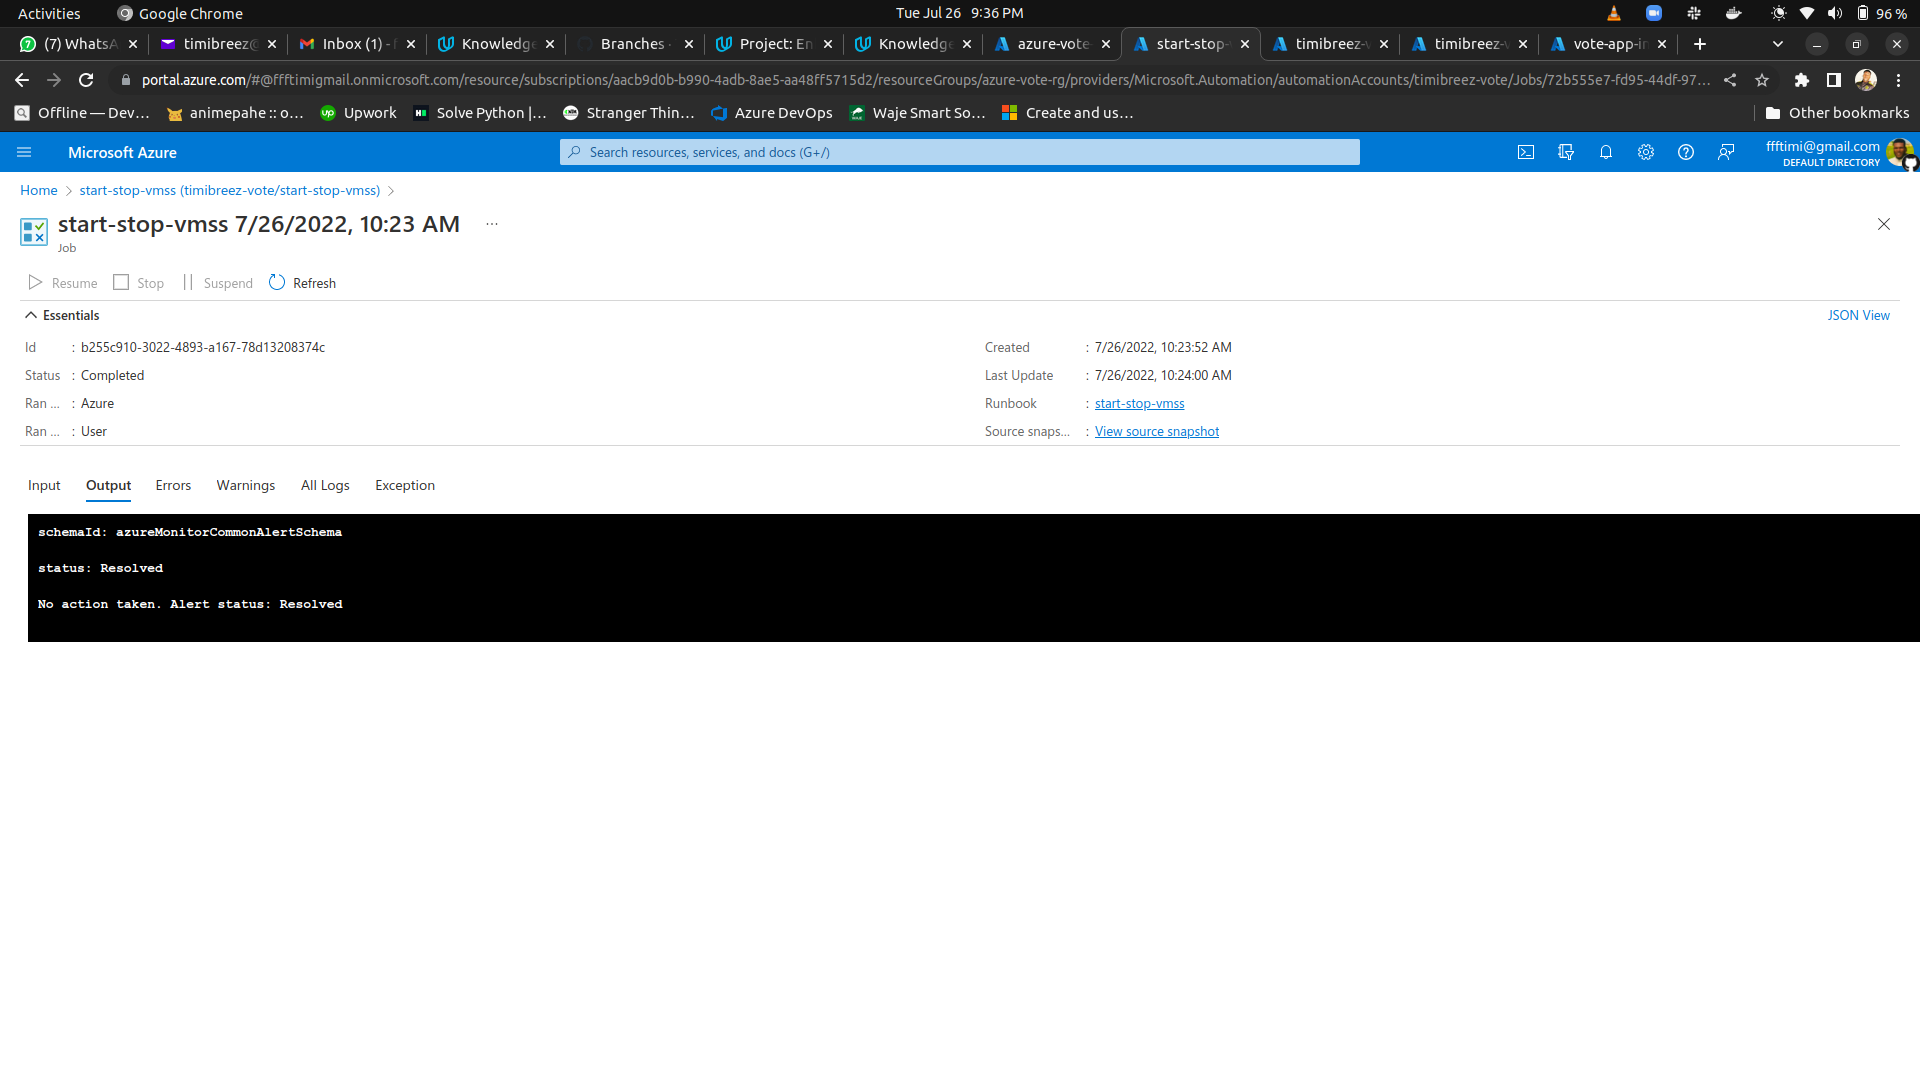 Activities
Google Chrome
Tue Jul 26 9:36 PM
96 %
(7) WhatsA
timibreez@
Inbox (1) - f
Knowledge
Branches ·
Project: En
Knowledge
azure-vote
start-stop-
timibreez-v
timibreez-v
vote-app-in
portal.azure.com/#@ffftimigmail.onmicrosoft.com/resource/subscriptions/aacb9d0b-b990-4adb-8ae5-aa48ff5715d2/resourceGroups/azure-vote-rg/providers/Microsoft.Automation/automationAccounts/timibreez-vote/Jobs/72b555e7-fd95-44df-97...
Offline — Dev...
animepahe :: o...
Upwork
Solve Python |...
Stranger Thin...
Azure DevOps
Waje Smart So...
Create and us...
Other bookmarks
Microsoft Azure
Search resources, services, and docs (G+/)
ffftimi@gmail.com
DEFAULT DIRECTORY
Home > start-stop-vmss (timibreez-vote/start-stop-vmss) >
start-stop-vmss 7/26/2022, 10:23 AM ...
Job
Resume
Stop
Suspend
Refresh
Essentials
JSON View
Id : b255c910-3022-4893-a167-78d13208374c
Created : 7/26/2022, 10:23:52 AM
Status : Completed
Last Update : 7/26/2022, 10:24:00 AM
Ran ... : Azure
Runbook : start-stop-vmss
Ran ... : User
Source snaps... : View source snapshot
Input
Output
Errors
Warnings
All Logs
Exception
schemaId: azureMonitorCommonAlertSchema
status: Resolved
No action taken. Alert status: Resolved